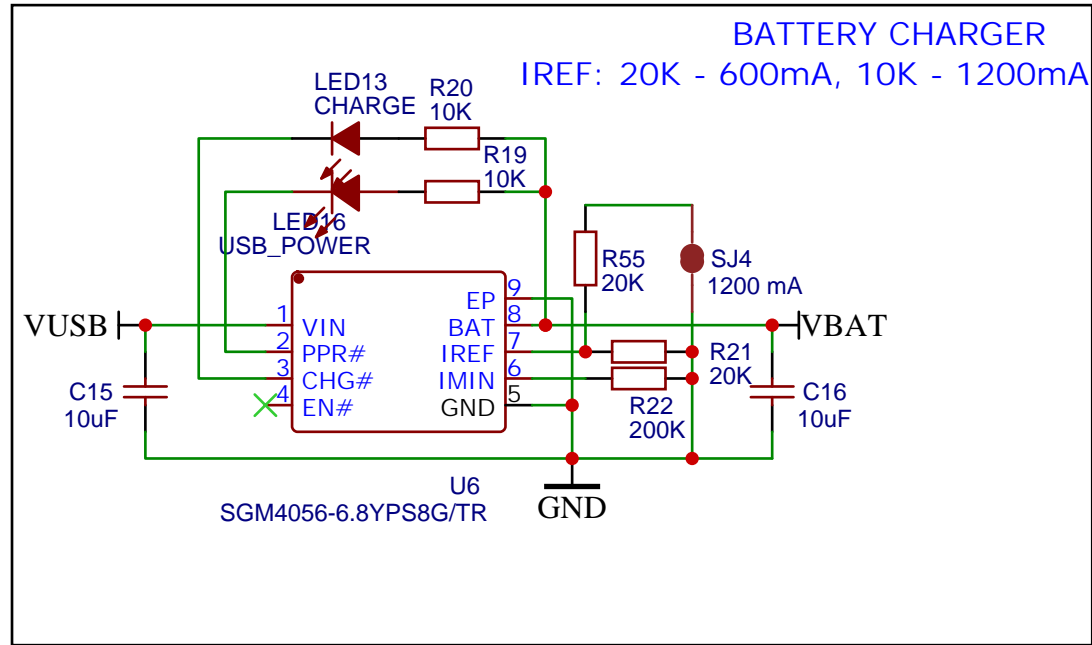 BATTERY CHARGER
IREF: 20K - 600mA, 10K - 1200mA
LED13
CHARGE
R20
10K
R19
10K
LED16
USB_POWER
R55
20K
SJ4
1200 mA
VUSB
1
VIN
2
PPR#
3
CHG#
4
EN#
9
EP
8
BAT
7
IREF
6
IMIN
5
GND
VBAT
R21
20K
R22
200K
C15
10uF
C16
10uF
U6
SGM4056-6.8YPS8G/TR
GND